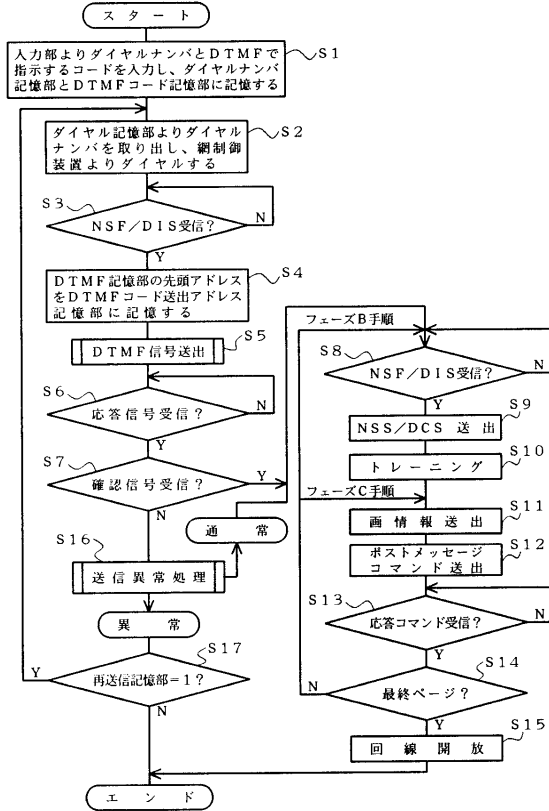 スタート
入力部よりダイヤルナンバとDTMFで
指示するコードを入力し、ダイヤルナンバ
記憶部とDTMFコード記憶部に記憶する
S1
ダイヤル記憶部よりダイヤル
ナンバを取り出し、網制御
装置よりダイヤルする
S2
S3
NSF/DIS受信?
N
Y
DTMF記憶部の先頭アドレス
をDTMFコード送出アドレス
記憶部に記憶する
S4
DTMF信号送出
S5
S6
応答信号受信?
N
Y
S7
確認信号受信?
Y
N
通常
S16
送信異常処理
異常
S17
再送信記憶部=1?
Y
N
エンド
フェーズB手順
S8
NSF/DIS受信?
N
Y
S9
NSS/DCS 送出
S10
トレーニング
フェーズC手順
S11
画情報送出
S12
ポストメッセージ
コマンド送出
S13
応答コマンド受信?
N
Y
S14
最終ページ?
N
Y
S15
回線開放